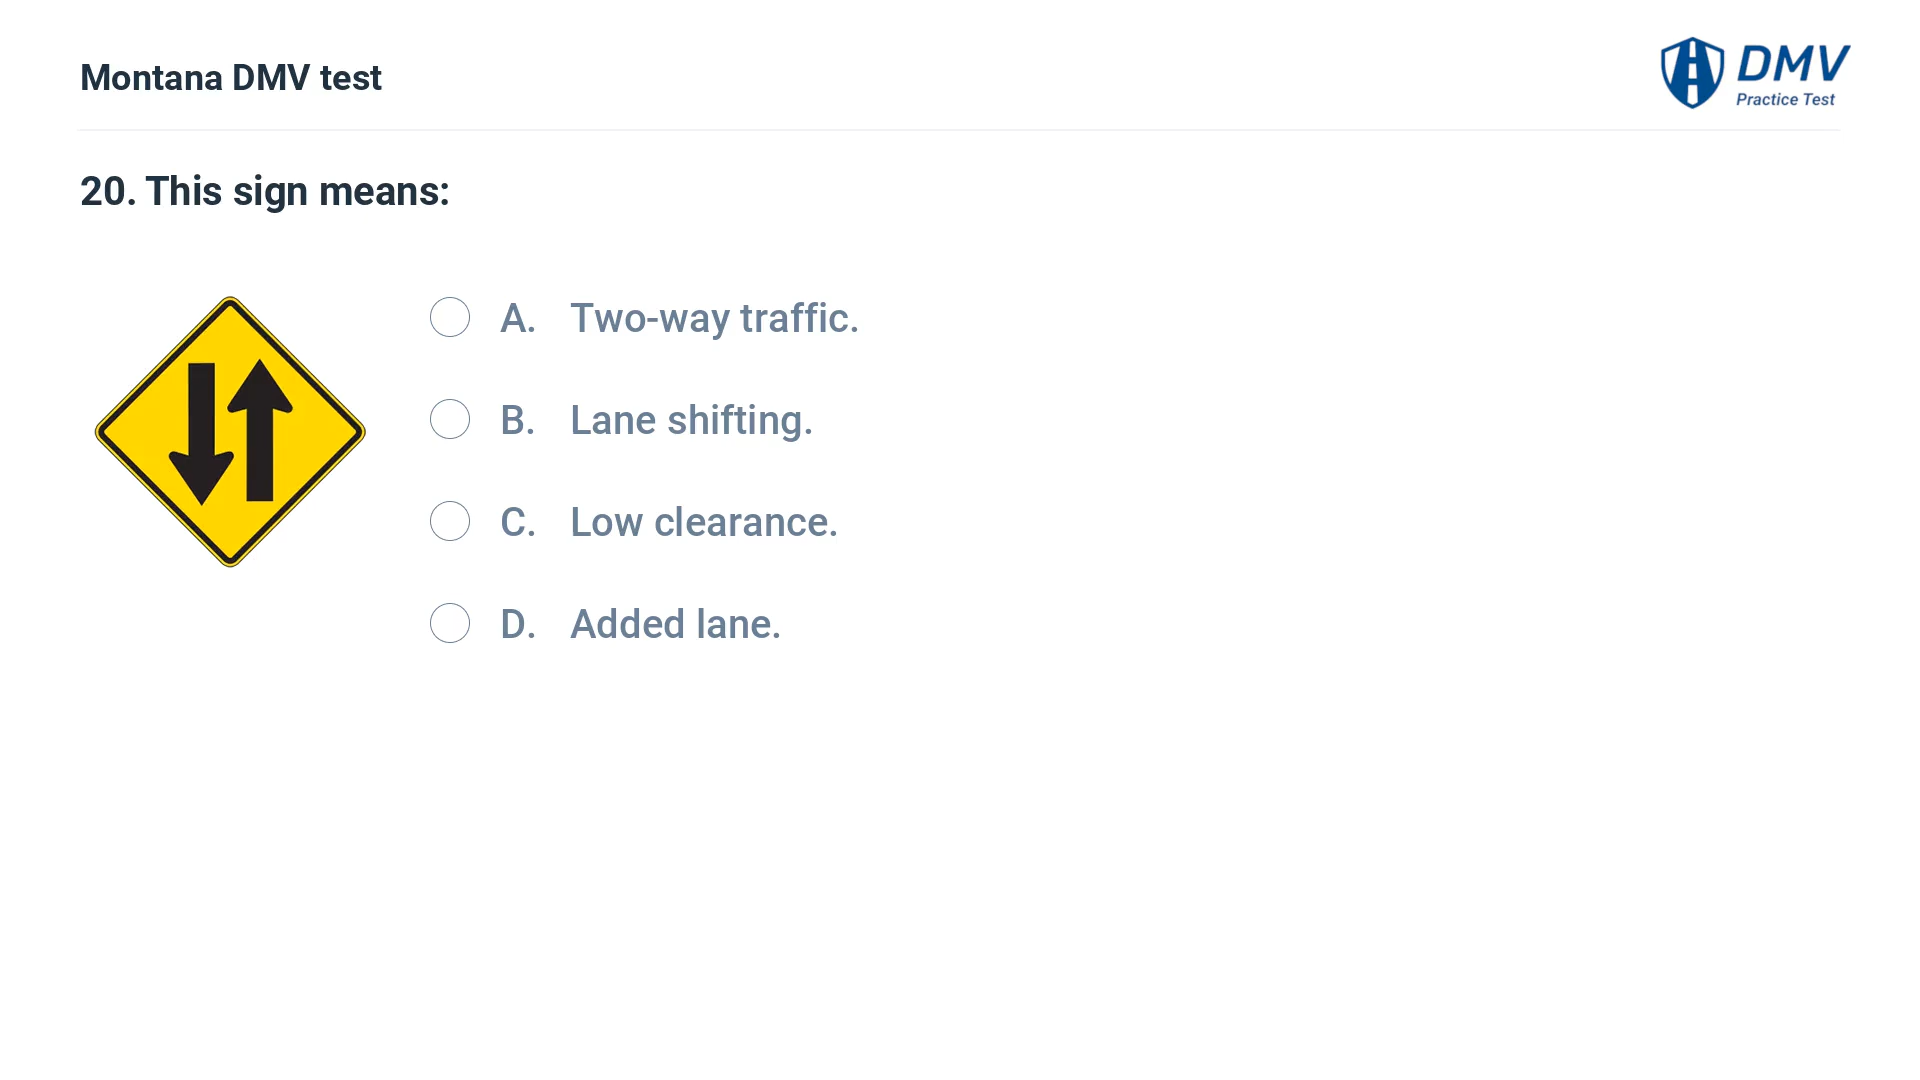 Montana DMV test
DMV
Practice Test
20. This sign means:
A. Two-way traffic.
B. Lane shifting.
C. Low clearance.
D. Added lane.